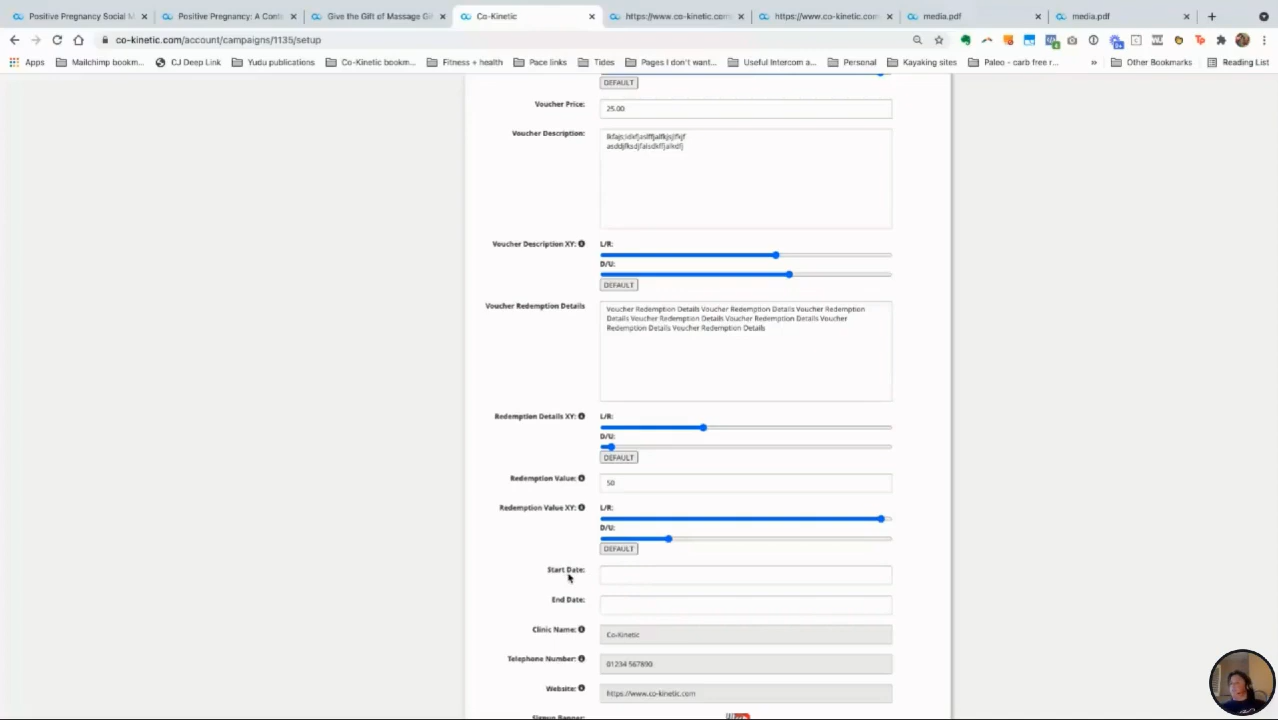 Positive Pregnancy Social M
Positive Pregnancy: A Cont
Give the Gift of Massage Gi
Co-Kinetic
https://www.co-kinetic.com
https://www.co-kinetic.com
media.pdf
media.pdf
co-kinetic.com/account/campaigns/1135/setup
Apps
Mailchimp bookm...
CJ Deep Link
Yudu publications
Co-Kinetic bookm...
Fitness + health
Pace links
Tides
Pages I don't want...
Useful Intercom a...
Personal
Kayaking sites
Paleo - carb free r...
»
Other Bookmarks
Reading List
DEFAULT
Voucher Price:
25.00
Voucher Description:
Voucher Description XY:
L/R:
D/U:
DEFAULT
Voucher Redemption Details
Voucher Redemption Details Voucher Redemption Details Voucher Redemption
Details Voucher Redemption Details Voucher Redemption Details Voucher
Redemption Details Voucher Redemption Details
Redemption Details XY:
L/R:
D/U:
DEFAULT
Redemption Value:
50
Redemption Value XY:
L/R:
D/U:
DEFAULT
Start Date:
End Date:
Clinic Name:
Co-Kinetic
Telephone Number:
01234 567890
Website:
https://www.co-kinetic.com
Signup Banner: